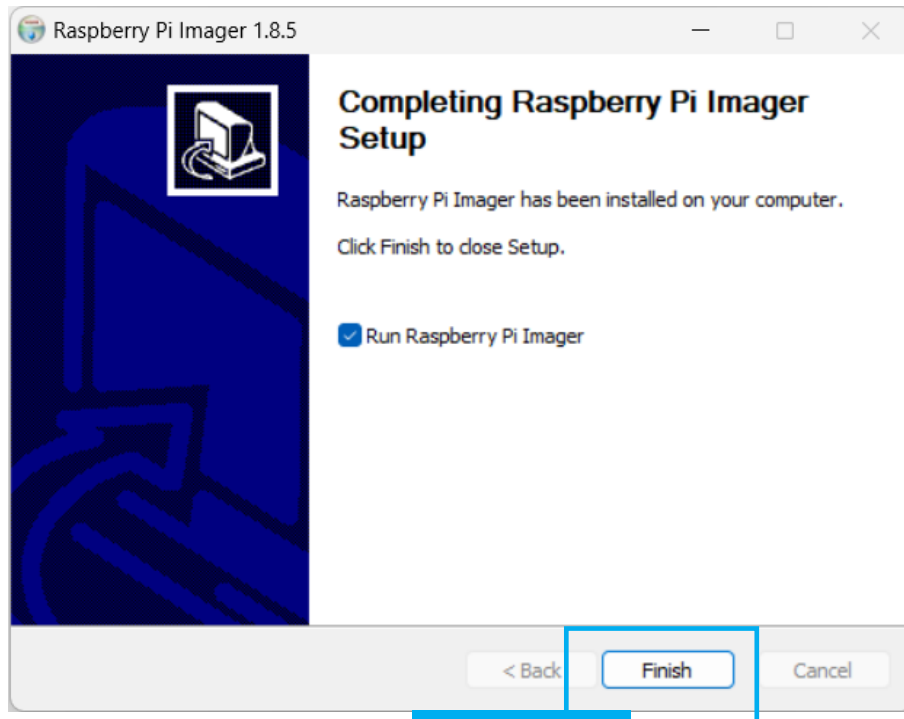 Raspberry Pi Imager 1.8.5
Completing Raspberry Pi Imager
Setup
Raspberry Pi Imager has been installed on your computer.
Click Finish to close Setup.
Run Raspberry Pi Imager
< Back Finish Cancel